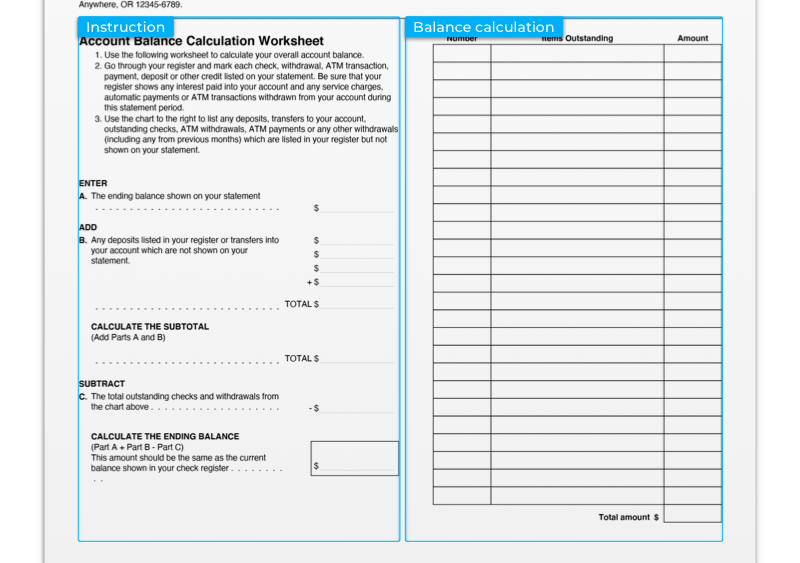 Anywhere, OR 12345-6789.
Instruction
Account Balance Calculation Worksheet
1. Use the following worksheet to calculate your overall account balance.
2. Go through your register and mark each check, withdrawal, ATM transaction,
payment, deposit or other credit listed on your statement. Be sure that your
register shows any interest paid into your account and any service charges,
automatic payments or ATM transactions withdrawn from your account during
this statement period.
3. Use the chart to the right to list any deposits, transfers to your account,
outstanding checks, ATM withdrawals, ATM payments or any other withdrawals
(including any from previous months) which are listed in your register but not
shown on your statement.
ENTER
A. The ending balance shown on your statement
. . . . . . . . . . . . . . . . . . . . . . . . . . . . $
ADD
B. Any deposits listed in your register or transfers into $
your account which are not shown on your $
statement. $
+ $
. . . . . . . . . . . . . . . . . . . . . . . . . . . . TOTAL $
CALCULATE THE SUBTOTAL
(Add Parts A and B)
. . . . . . . . . . . . . . . . . . . . . . . . . . . . TOTAL $
SUBTRACT
C. The total outstanding checks and withdrawals from
the chart above . . . . . . . . . . . . . . . . . . . - $
CALCULATE THE ENDING BALANCE
(Part A + Part B - Part C)
This amount should be the same as the current
balance shown in your check register . . . . . . . . $
. .
Balance calculation
Number Items Outstanding Amount
Total amount $